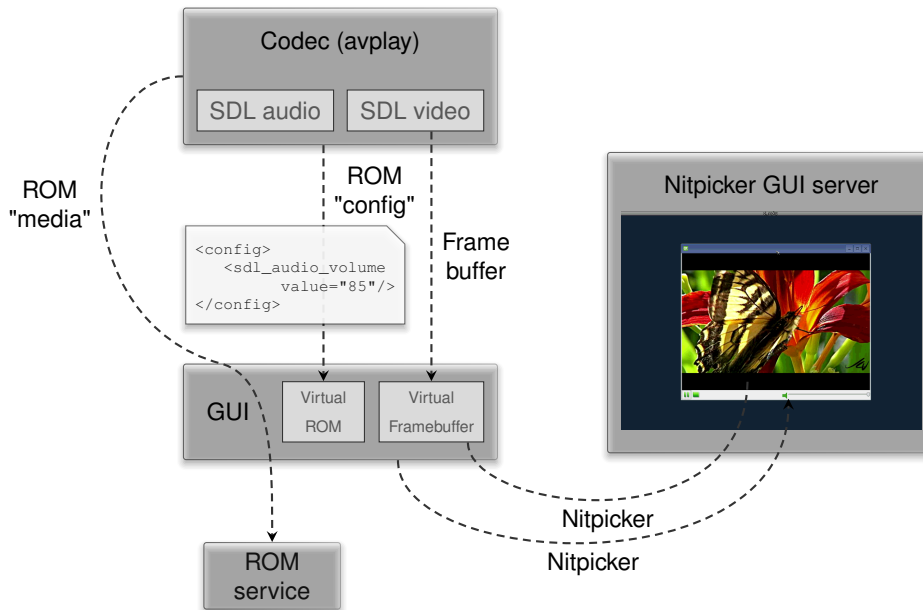 Codec (avplay)
SDL audio
SDL video
ROM
"media"
ROM
"config"
Frame
buffer
<config>
<sdl_audio_volume
value="85"/>
</config>
GUI
Virtual
ROM
Virtual
Framebuffer
Nitpicker GUI server
Nitpicker
Nitpicker
ROM
service